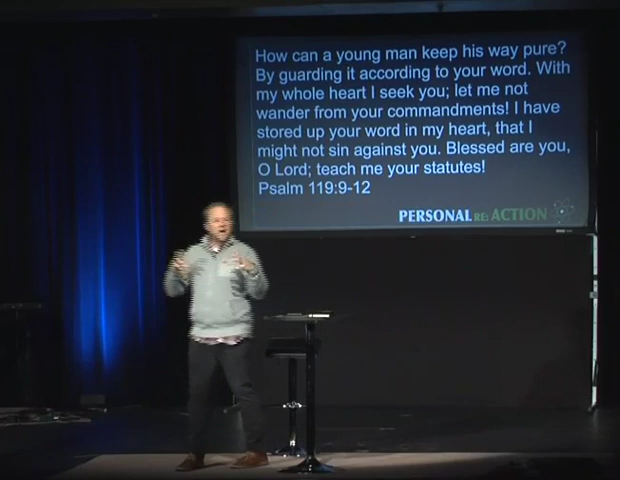 How can a young man keep his way pure?
By guarding it according to your word. With
my whole heart I seek you; let me not
wander from your commandments! I have
stored up your word in my heart, that I
might not sin against you. Blessed are you,
O Lord; teach me your statutes!
Psalm 119:9-12
PERSONAL RE: ACTION